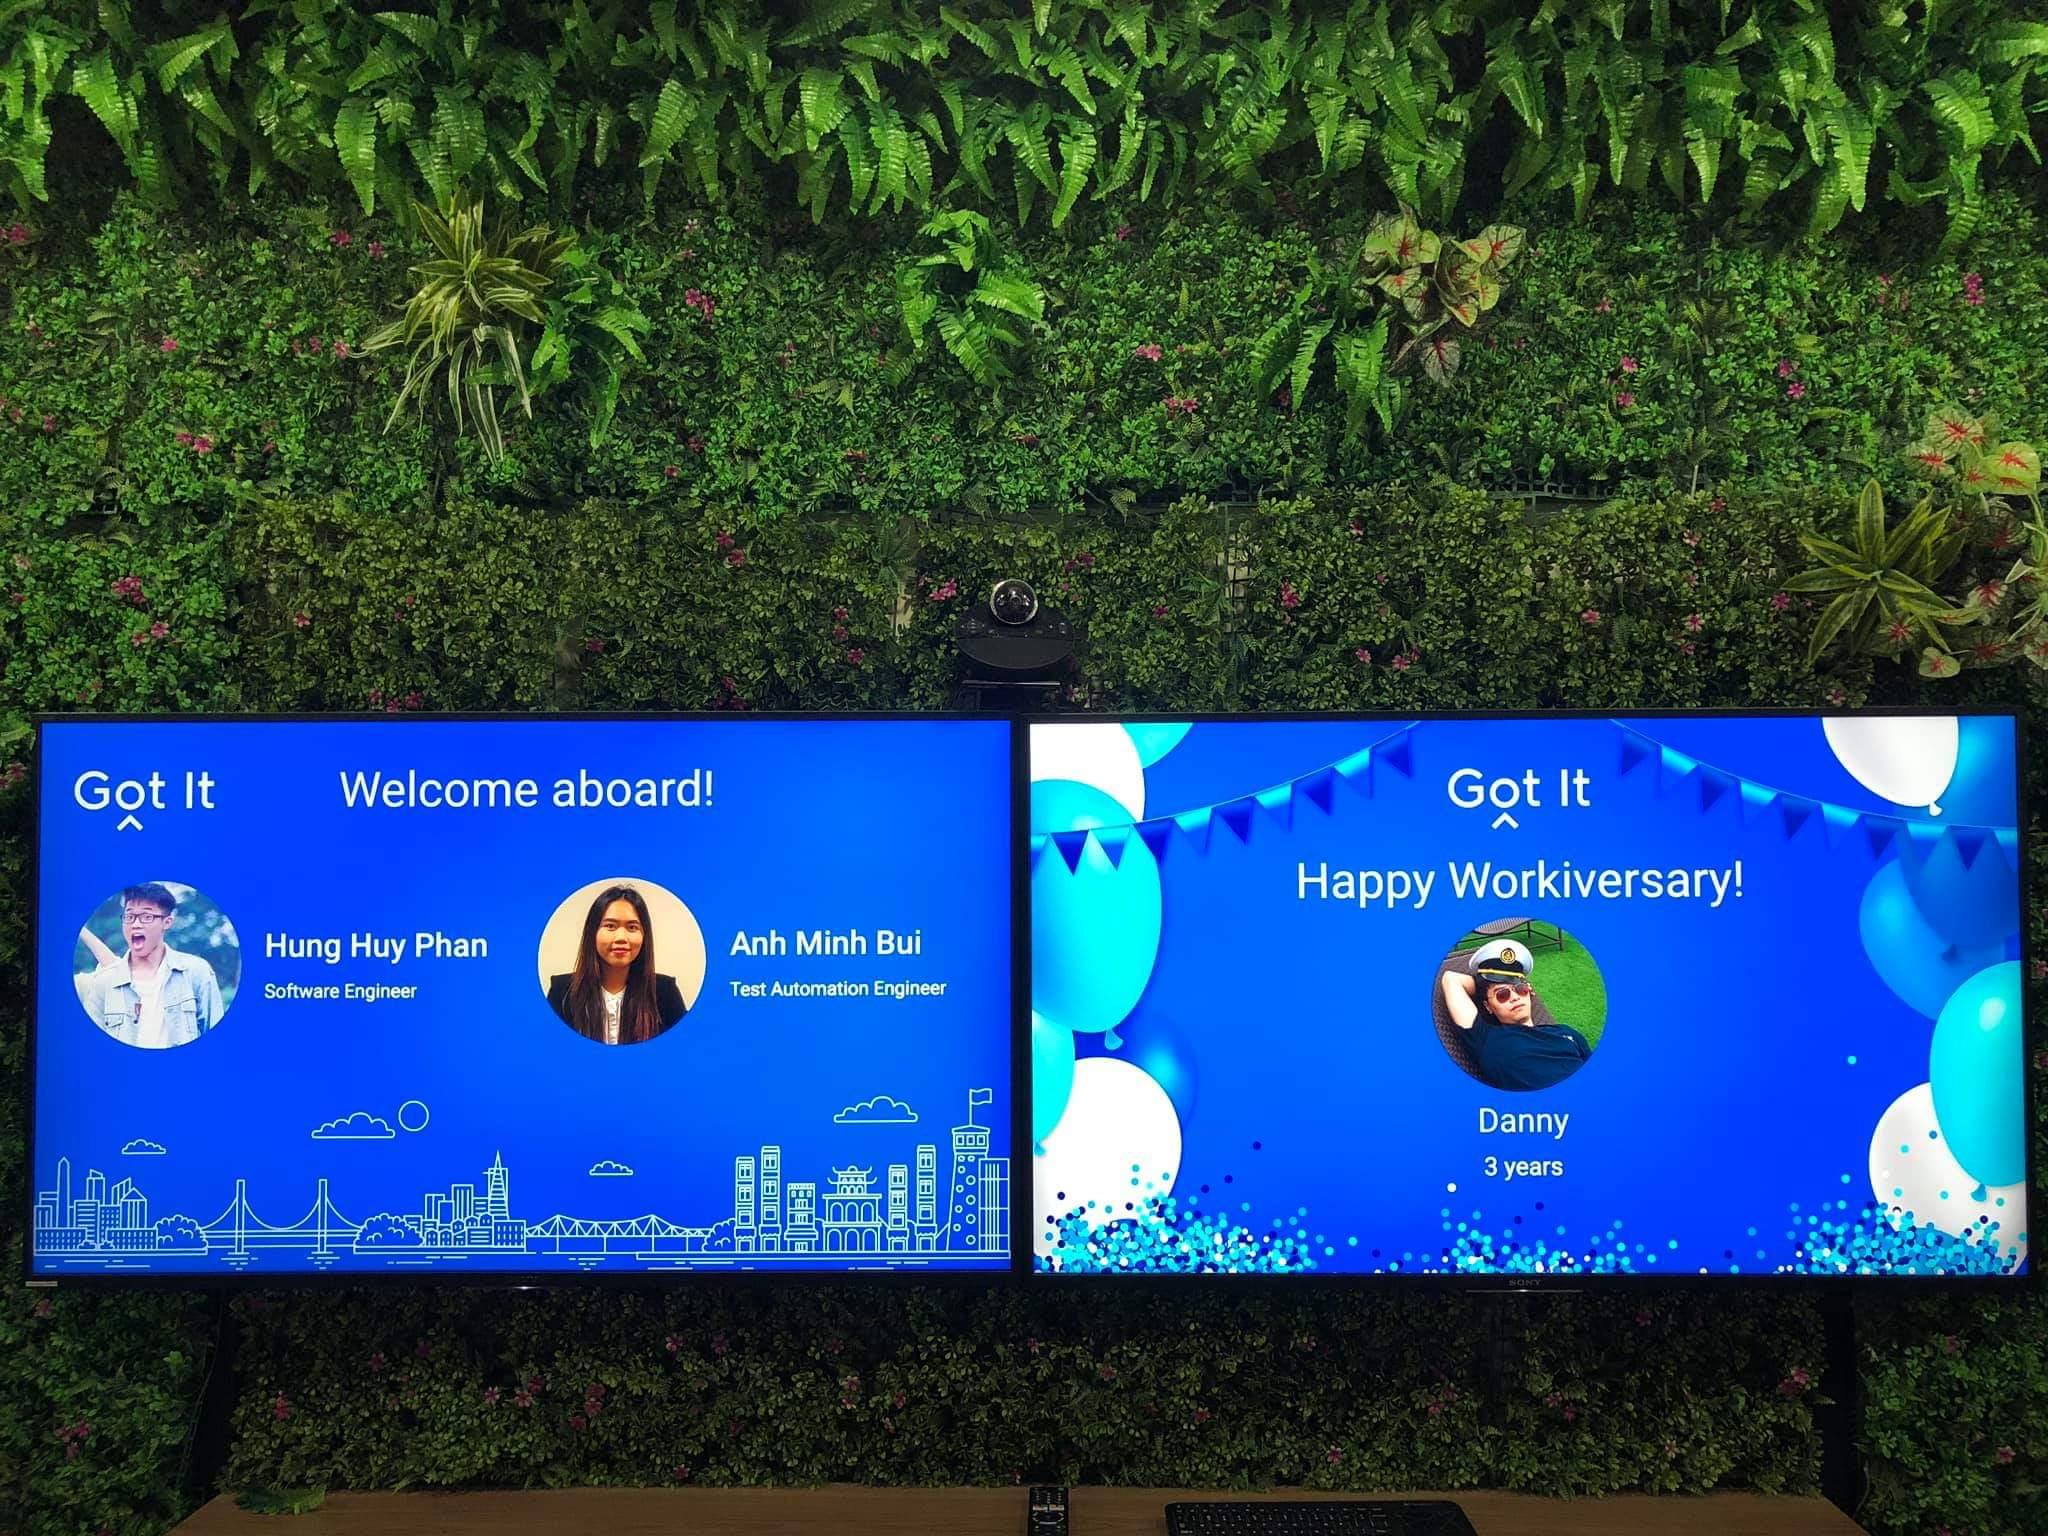 Got It
Welcome aboard!
Hung Huy Phan
Software Engineer
Anh Minh Bui
Test Automation Engineer
Got It
Happy Workiversary!
Danny
3 years
SONY